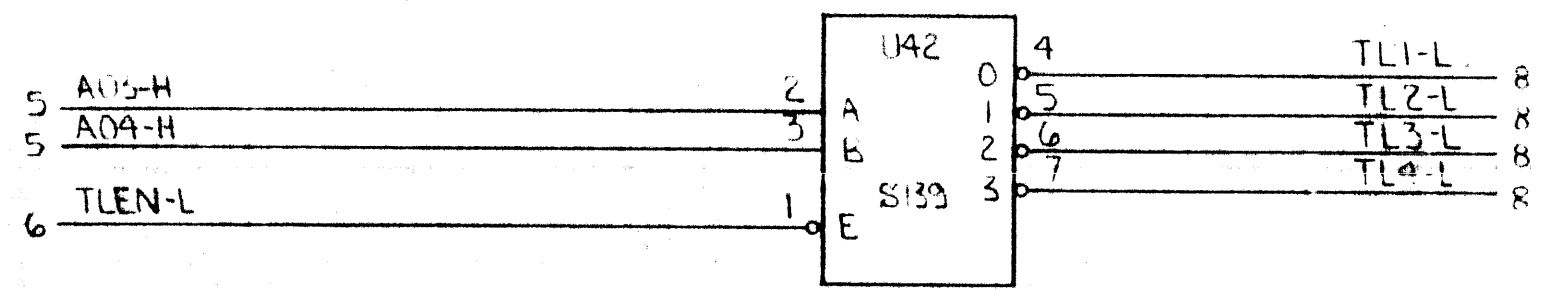 U42
4
TL1-L
0
8
5 A03-H 2 A
1 5 TL2-L 8
5 A04-H 3 B
2 6 TL3-L 8
7 TL4-L
S139 3 8
TLEN-L 1
6 E